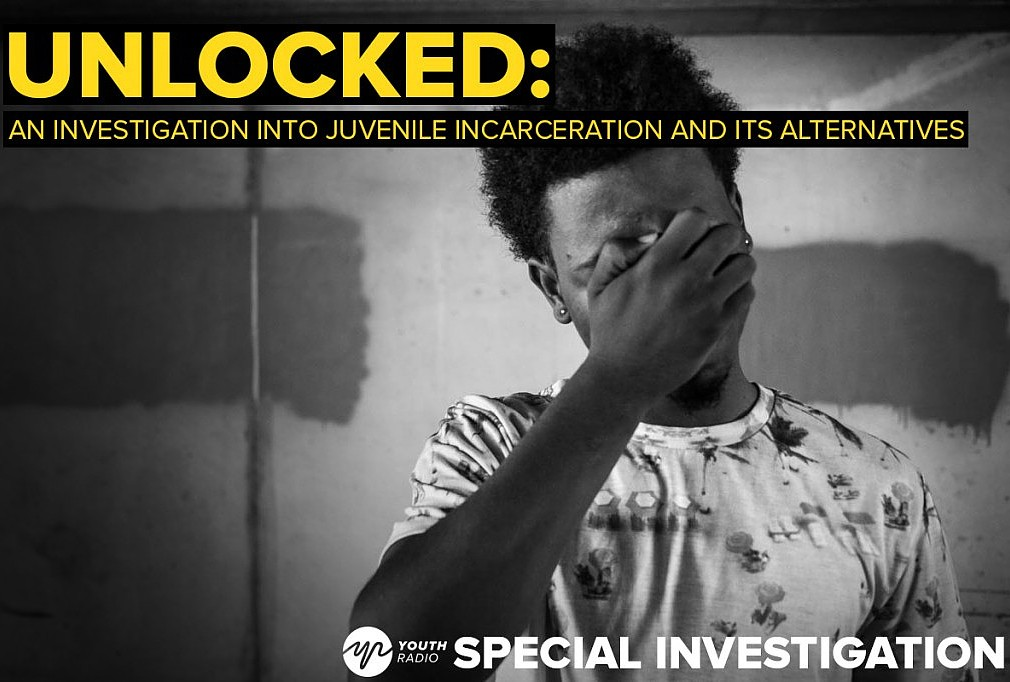 UNLOCKED:
AN INVESTIGATION INTO JUVENILE INCARCERATION AND ITS ALTERNATIVES
YOUTH
RADIO
SPECIAL INVESTIGATION